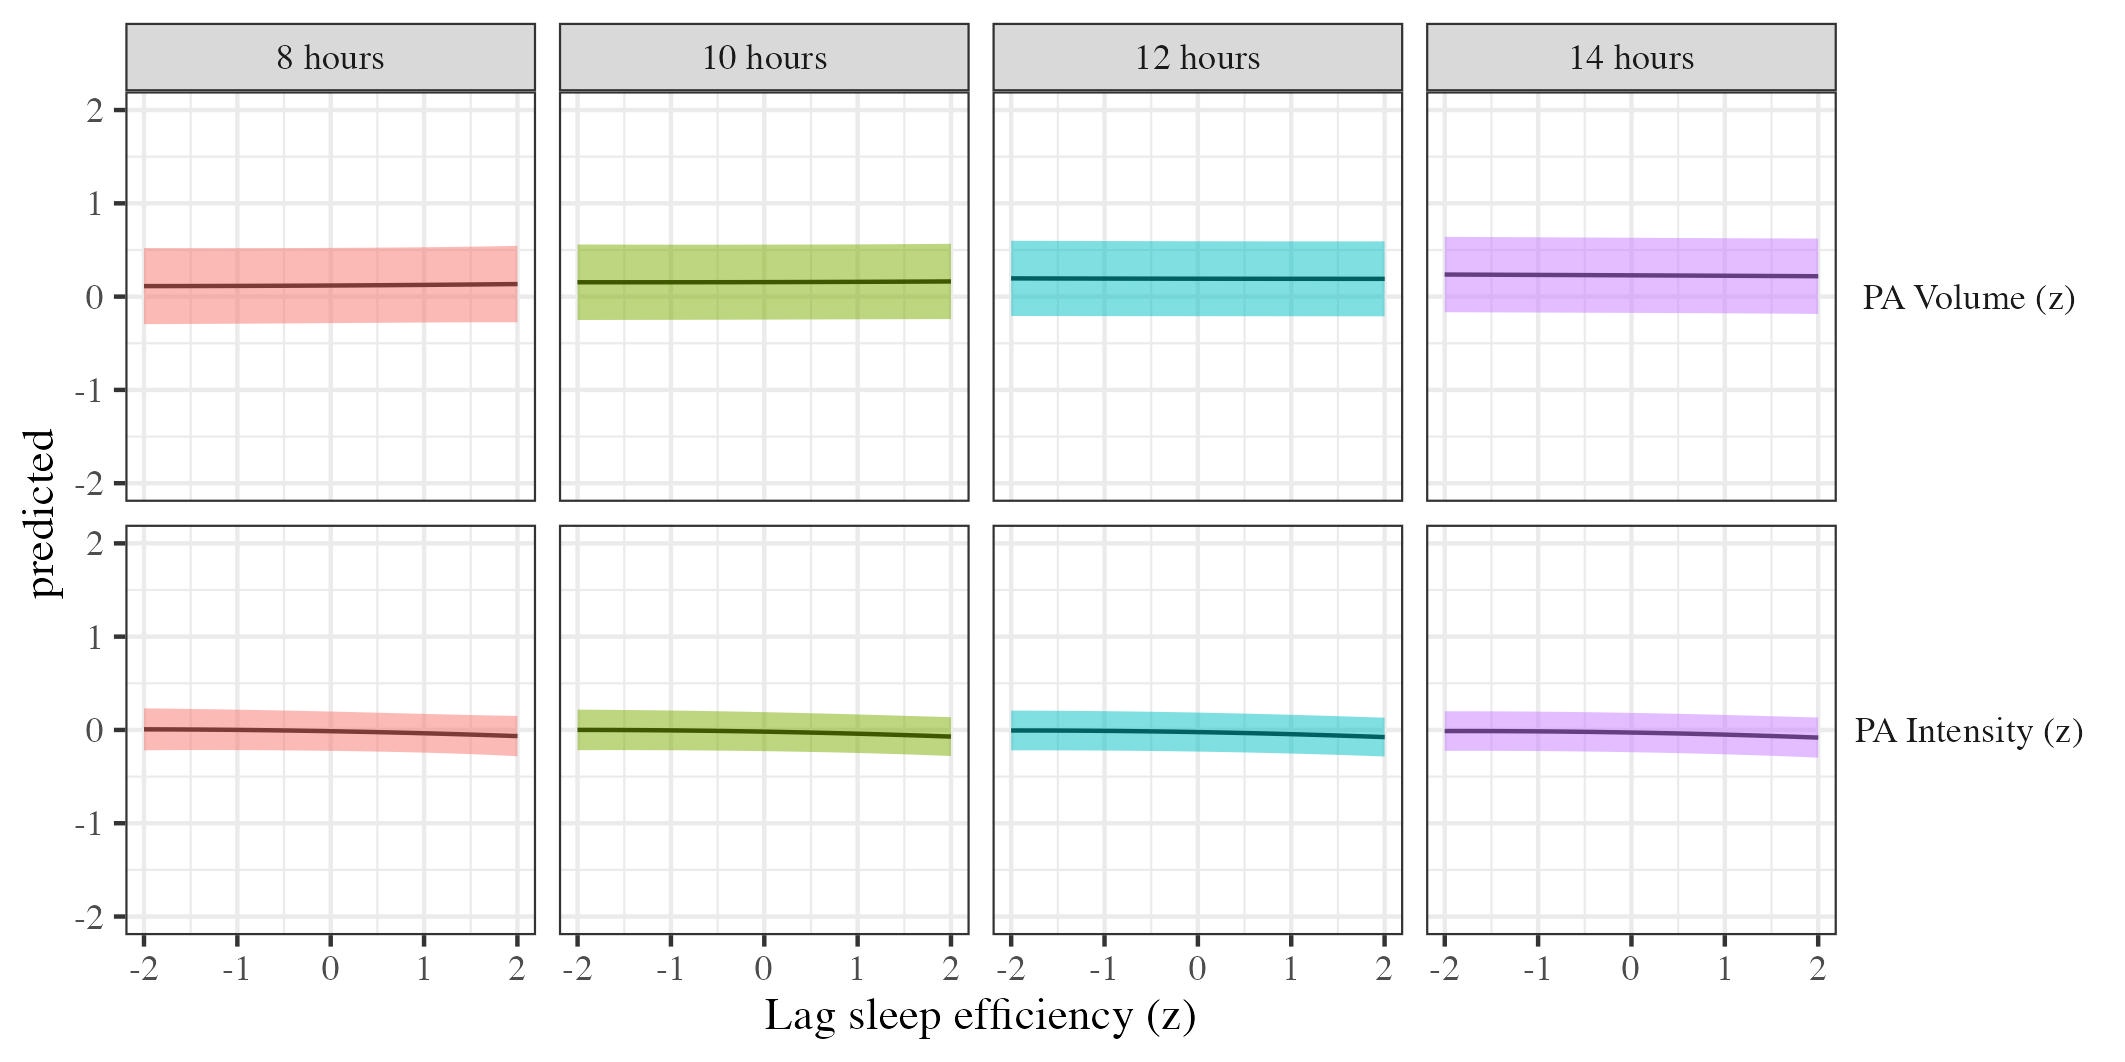 8 hours 10 hours 12 hours 14 hours
2
1
0
-1
-2
PA Volume (z)
predicted
2
1
0
-1
-2
PA Intensity (z)
-2 -1 0 1 2 -2 -1 0 1 2 -2 -1 0 1 2 -2 -1 0 1 2
Lag sleep efficiency (z)